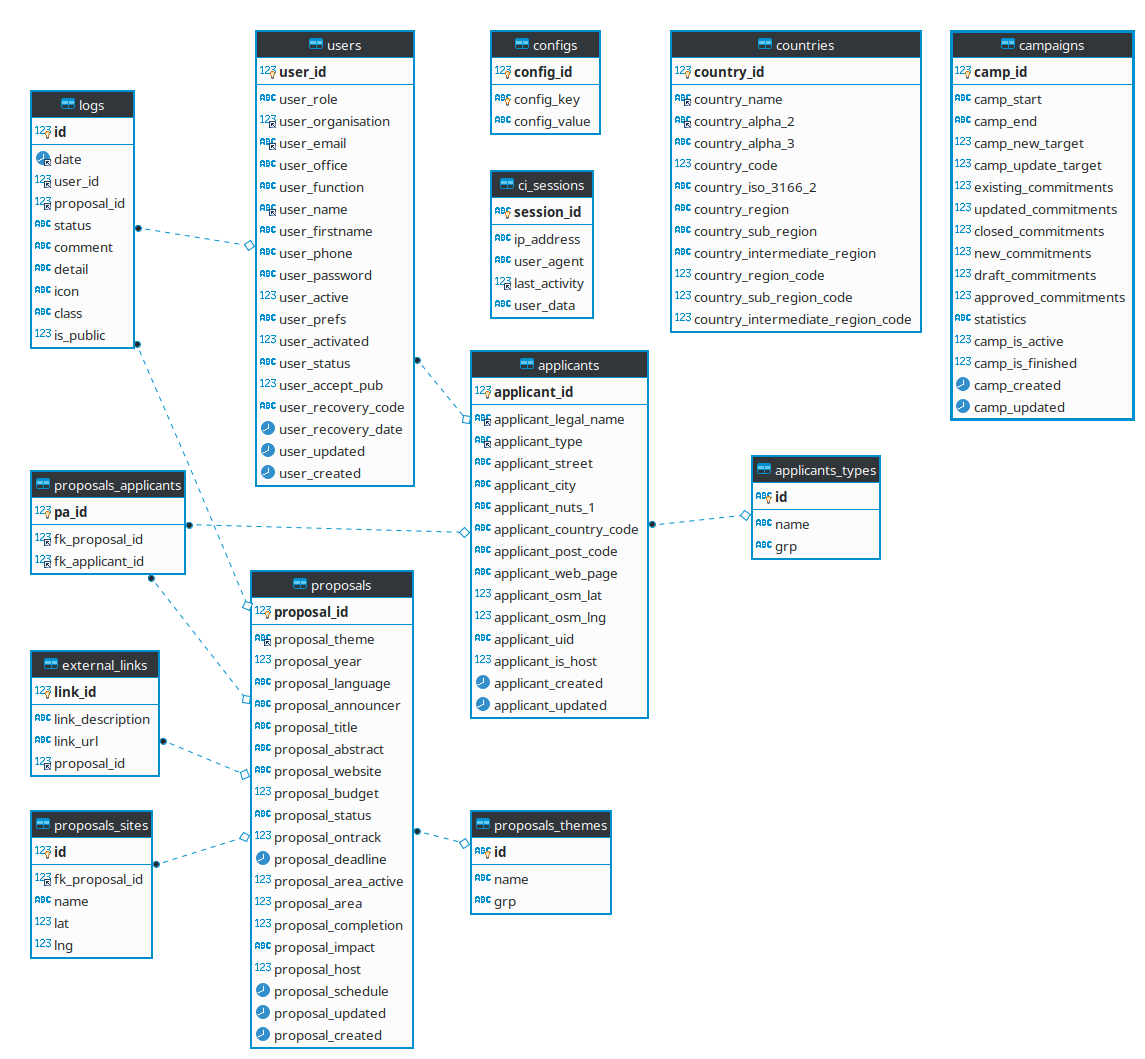 users
user_id
user_role
user_organisation
user_email
user_office
user_function
user_name
user_firstname
user_phone
user_password
user_active
user_prefs
user_activated
user_status
user_accept_pub
user_recovery_code
user_recovery_date
user_updated
user_created
configs
config_id
config_key
config_value
countries
country_id
country_name
country_alpha_2
country_alpha_3
country_code
country_iso_3166_2
country_region
country_sub_region
country_intermediate_region
country_region_code
country_sub_region_code
country_intermediate_region_code
campaigns
camp_id
camp_start
camp_end
camp_new_target
camp_update_target
existing_commitments
updated_commitments
closed_commitments
new_commitments
draft_commitments
approved_commitments
statistics
camp_is_active
camp_is_finished
camp_created
camp_updated
logs
id
date
user_id
proposal_id
status
comment
detail
icon
class
is_public
ci_sessions
session_id
ip_address
user_agent
last_activity
user_data
applicants
applicant_id
applicant_legal_name
applicant_type
applicant_street
applicant_city
applicant_nuts_1
applicant_country_code
applicant_post_code
applicant_web_page
applicant_osm_lat
applicant_osm_lng
applicant_uid
applicant_is_host
applicant_created
applicant_updated
applicants_types
id
name
grp
proposals_applicants
pa_id
fk_proposal_id
fk_applicant_id
proposals
proposal_id
proposal_theme
proposal_year
proposal_language
proposal_announcer
proposal_title
proposal_abstract
proposal_website
proposal_budget
proposal_status
proposal_ontrack
proposal_deadline
proposal_area_active
proposal_area
proposal_completion
proposal_impact
proposal_host
proposal_schedule
proposal_updated
proposal_created
external_links
link_id
link_description
link_url
proposal_id
proposals_sites
id
fk_proposal_id
name
lat
lng
proposals_themes
id
name
grp